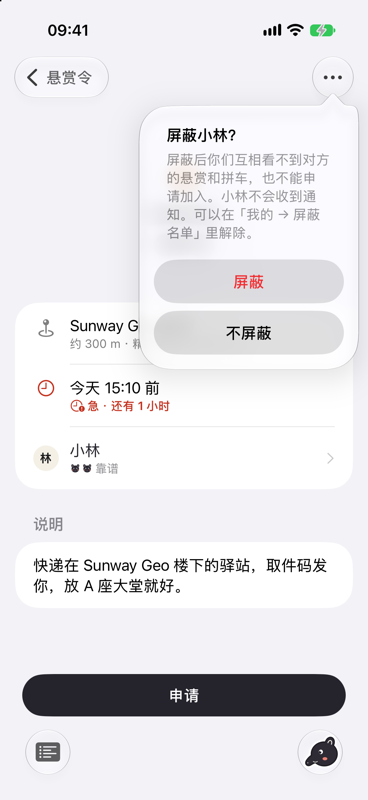 09:41
悬赏令
屏蔽小林?
屏蔽后你们互相看不到对方
的悬赏和拼车，也不能申
请加入。小林不会收到通
知。可以在「我的 → 屏蔽
名单」里解除。
屏蔽
不屏蔽
Sunway G
约 300 m ·
今天 15:10 前
急 · 还有 1 小时
林
小林
靠谱
说明
快递在 Sunway Geo 楼下的驿站，取件码发
你，放 A 座大堂就好。
申请